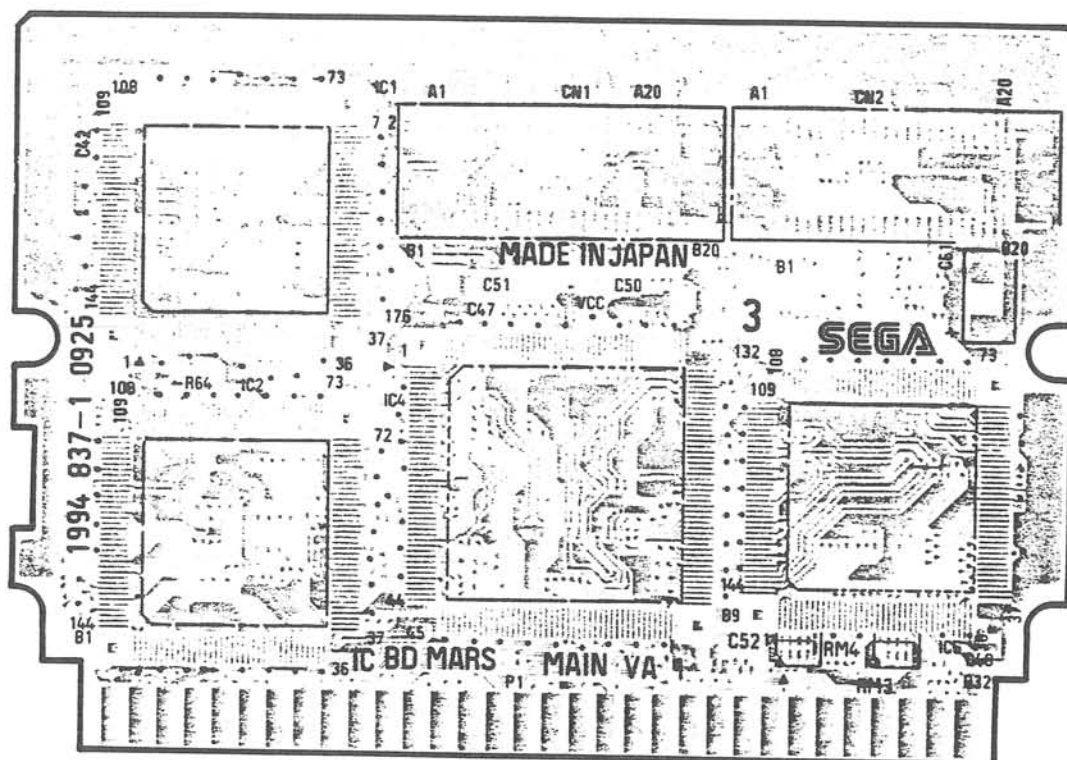 108 73
109
C42
144
IC1 A1 CN1 A20
72
A1 CN2 A20
B1 MADE IN JAPAN B20
B1 C61 B20
C51 C50
C47 VCC
176
37 1
3
SEGA
132 108 73
109
1994 837-1 0925
1 36
R64 IC2
108 73
109
IC4
72
144
B1
36
37 44 45
144
B9
37
C52 RM4 IC6
RM3 B32
IC BD MARS MAIN VA
P1